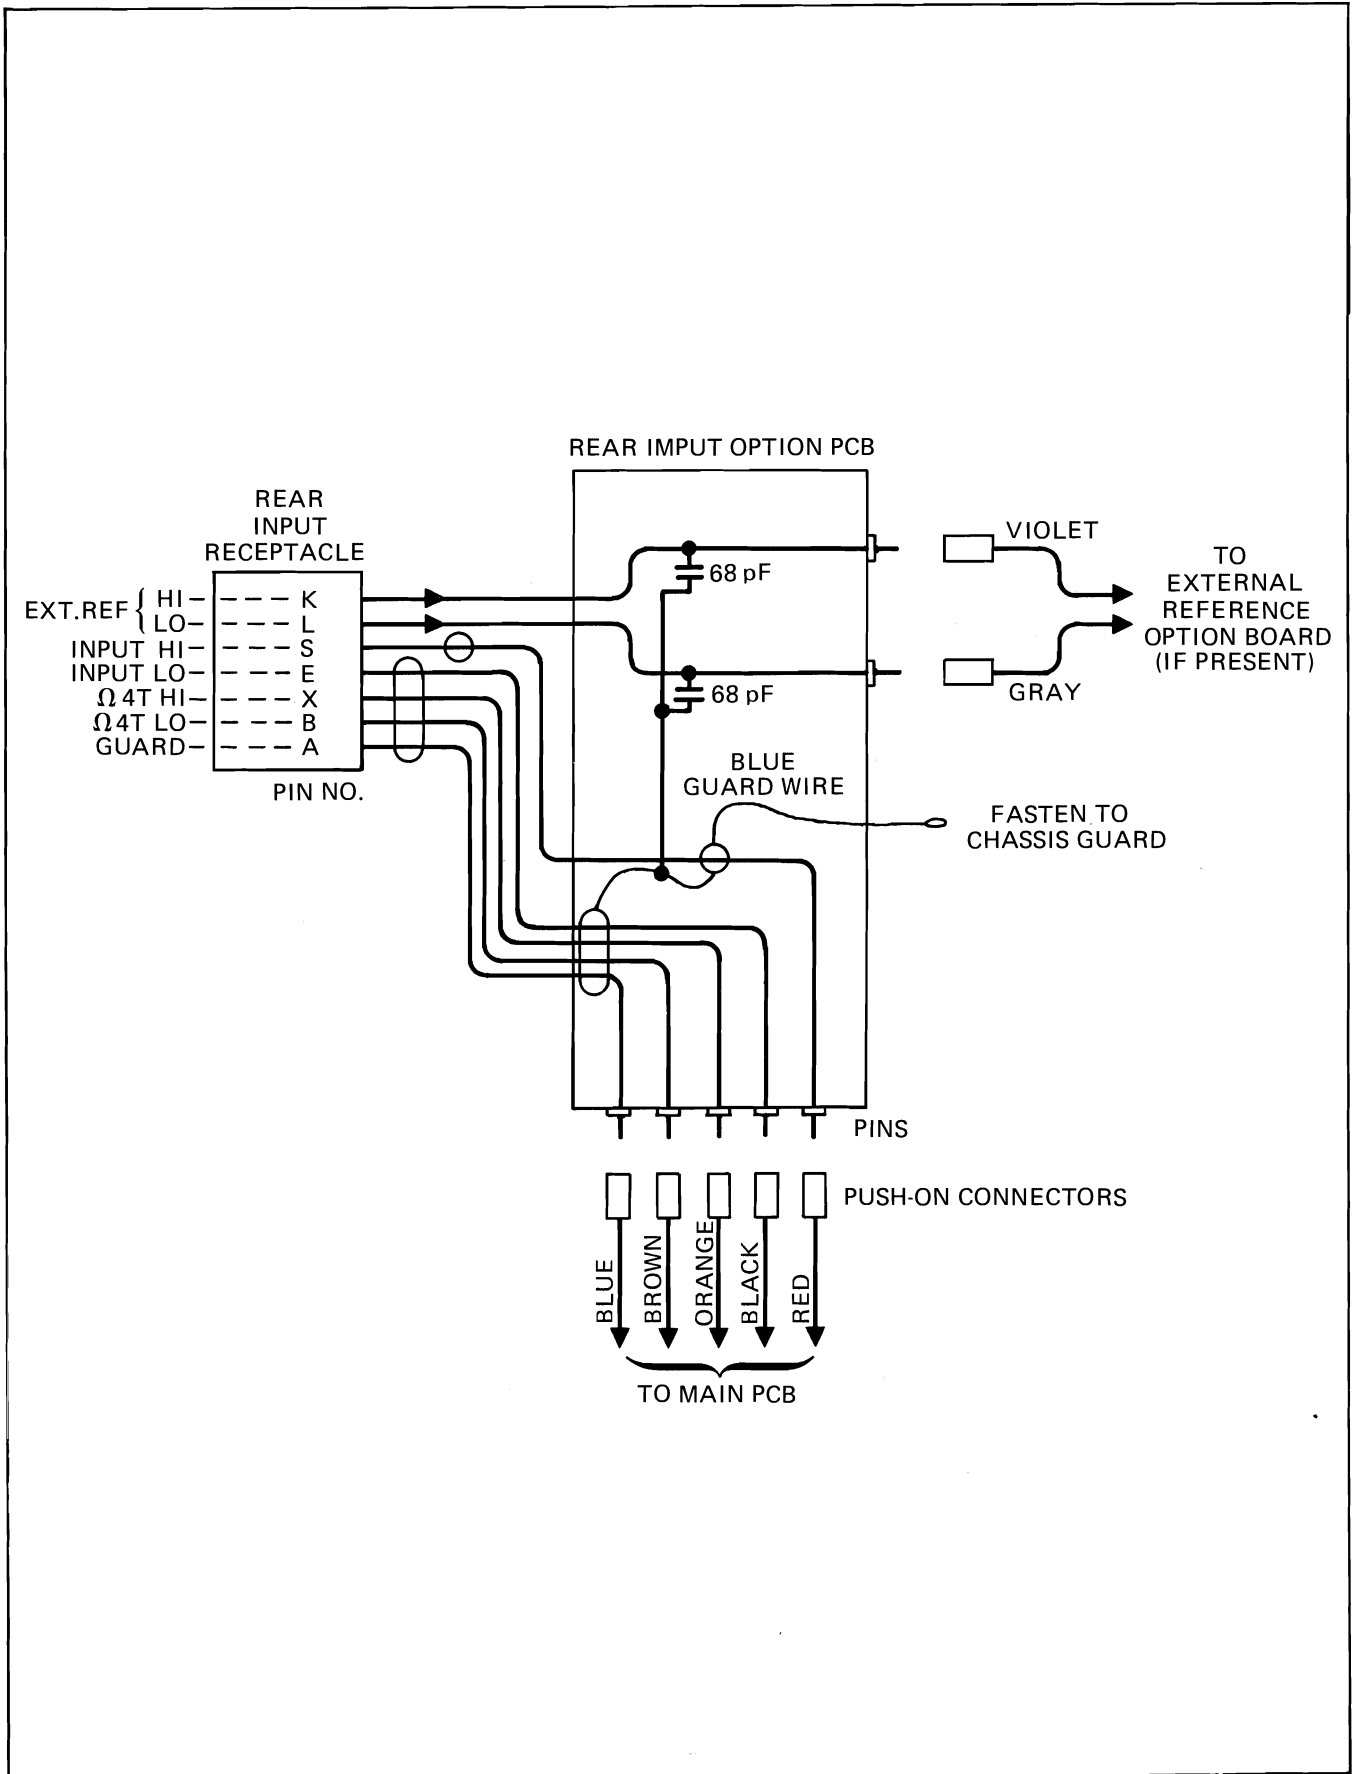 REAR IMPUT OPTION PCB
REAR
INPUT
RECEPTACLE
EXT.REF { HI
LO
INPUT HI
INPUT LO
Ω 4T HI
Ω 4T LO
GUARD
K
L
S
E
X
B
A
PIN NO.
68 pF
68 pF
VIOLET
GRAY
TO
EXTERNAL
REFERENCE
OPTION BOARD
(IF PRESENT)
BLUE
GUARD WIRE
FASTEN TO
CHASSIS GUARD
PINS
PUSH-ON CONNECTORS
BLUE
BROWN
ORANGE
BLACK
RED
TO MAIN PCB